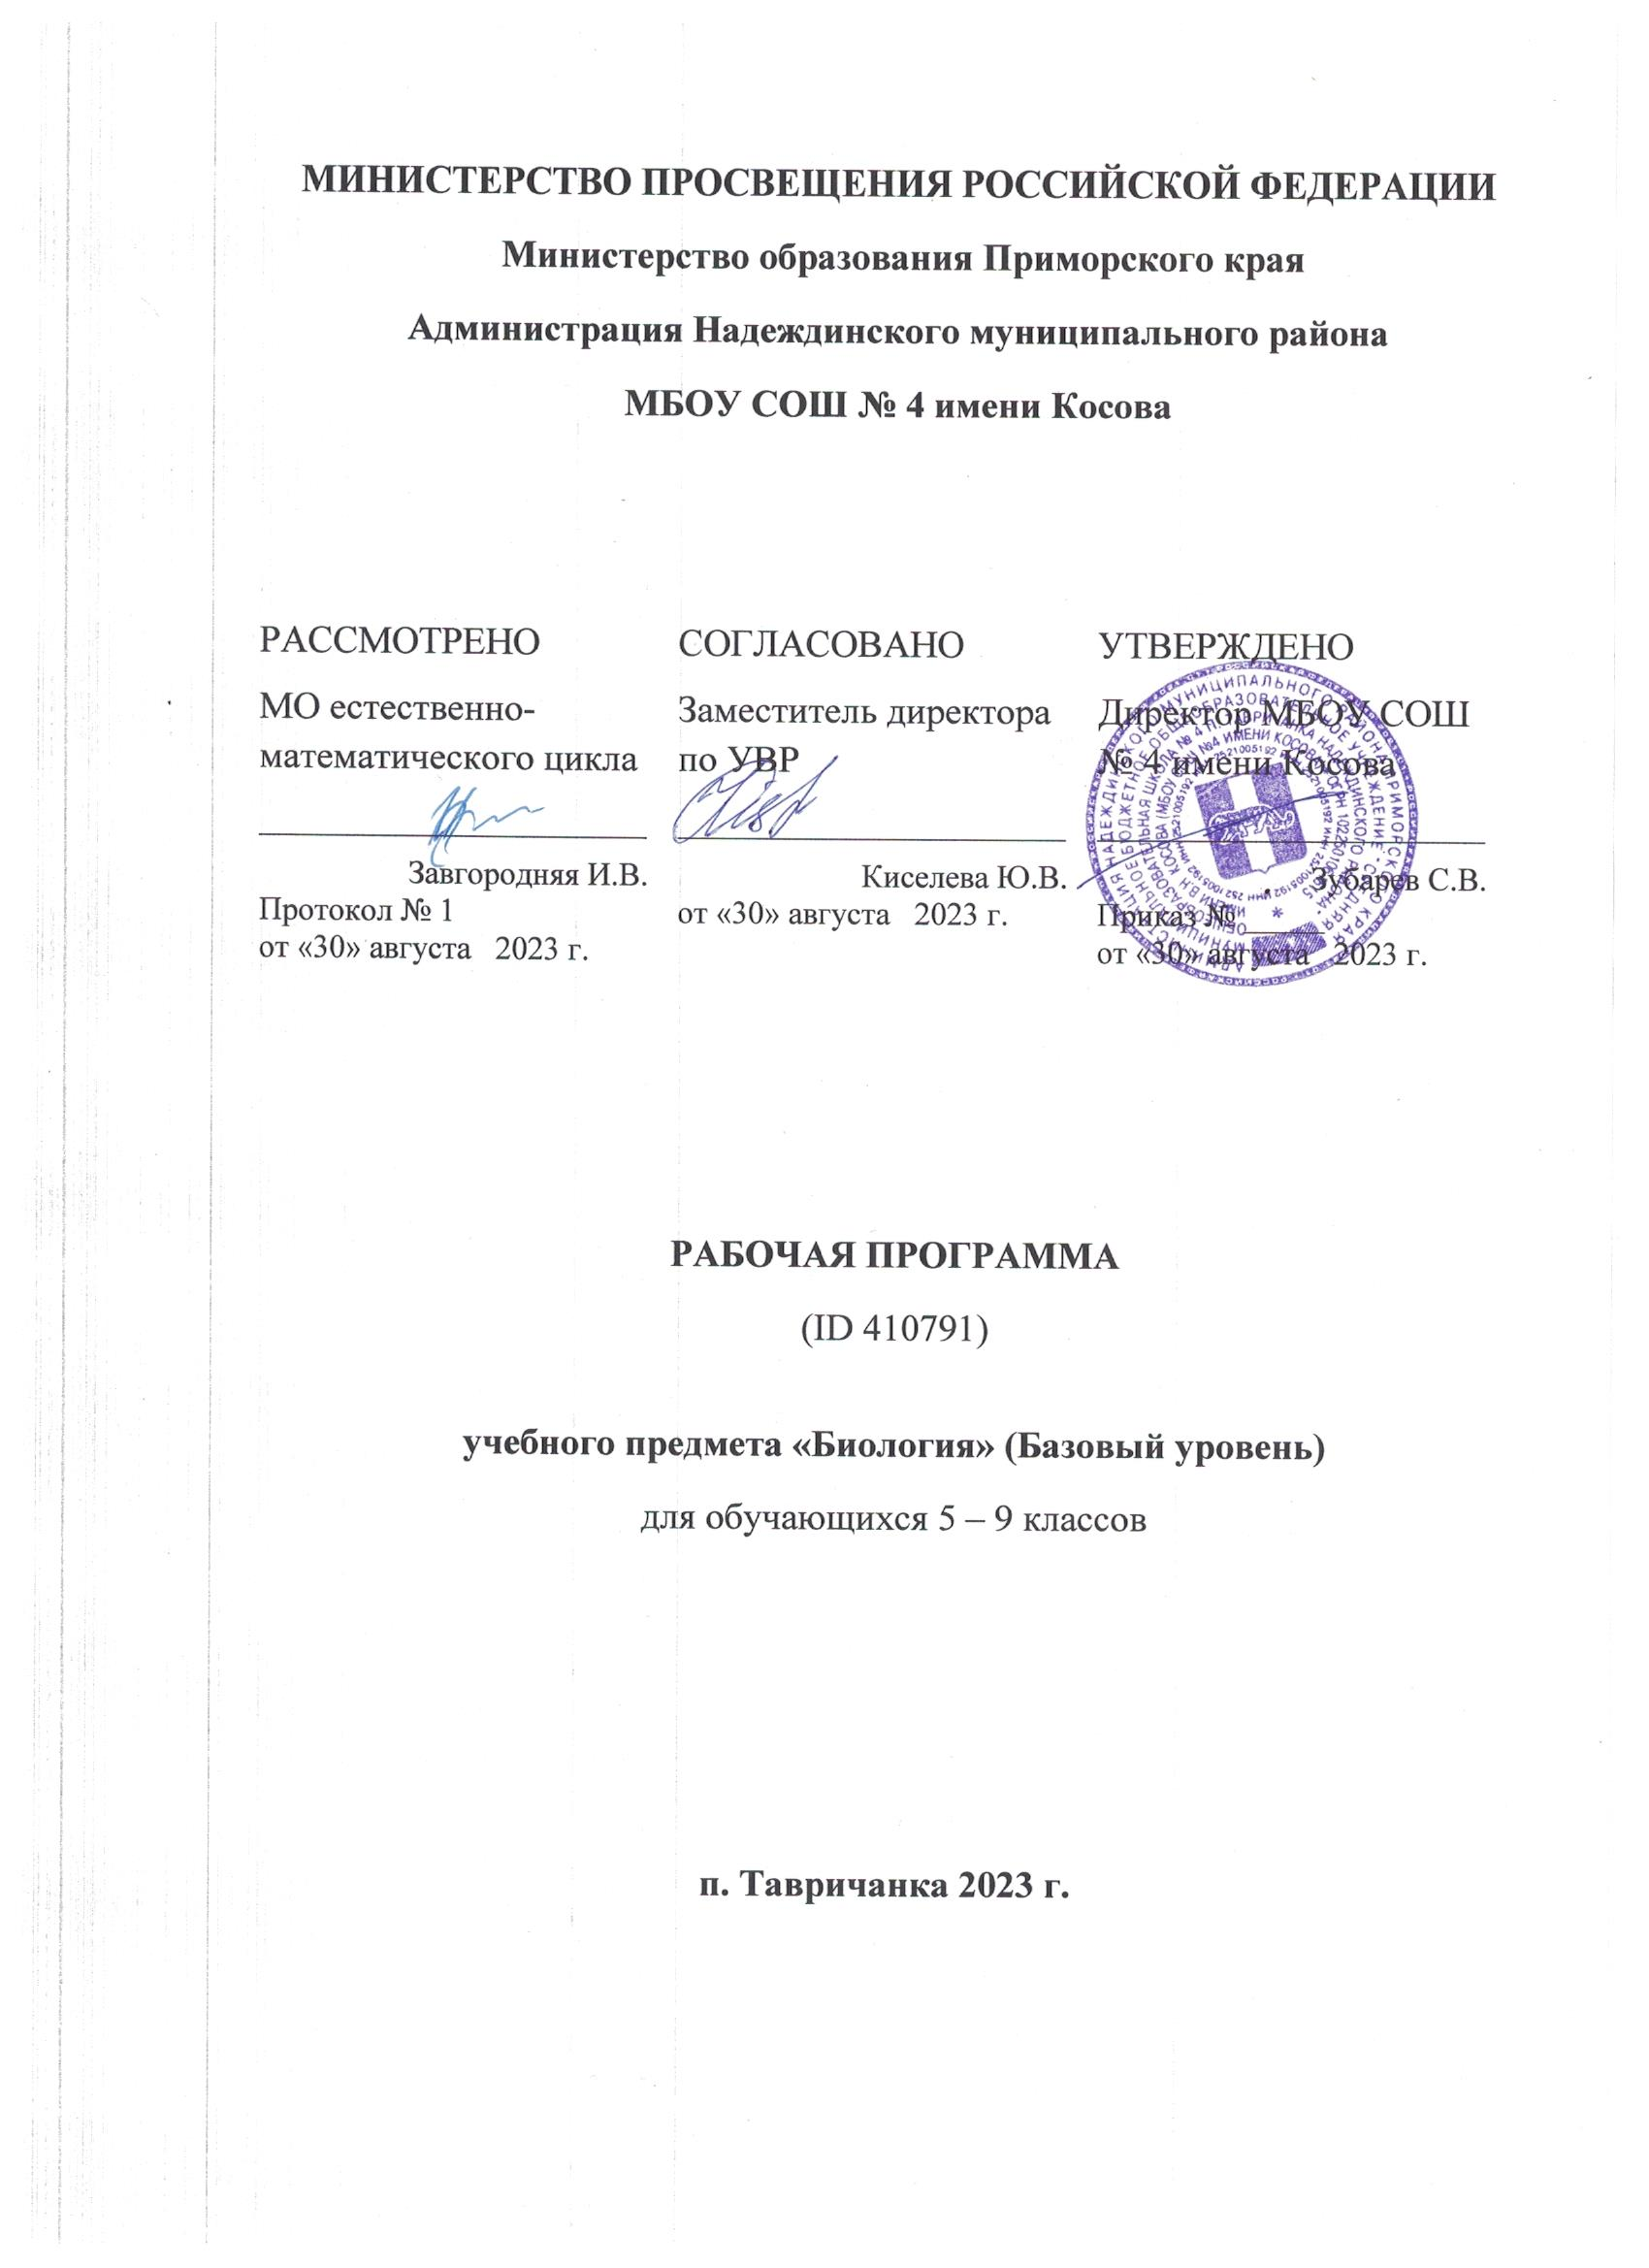 МИНИСТЕРСТВО ПРОСВЕЩЕНИЯ РОССИЙСКОЙ ФЕДЕРАЦИИ
Министерство образования Приморского края
Администрация Надеждинского муниципального района
МБОУ СОШ № 4 имени Косова
РАССМОТРЕНО
МО естественно-
математического цикла
Завгородняя И.В.
Протокол № 1
от «30» августа 2023 г.
СОГЛАСОВАНО
Заместитель директора
по УВР
Киселева Ю.В.
от «30» августа 2023 г.
УТВЕРЖДЕНО
Директор МБОУ СОШ
№ 4 имени Косова
Зубарев С.В.
Приказ №
от «30» августа 2023 г.
РАБОЧАЯ ПРОГРАММА
(ID 410791)
учебного предмета «Биология» (Базовый уровень)
для обучающихся 5 – 9 классов
п. Тавричанка 2023 г.